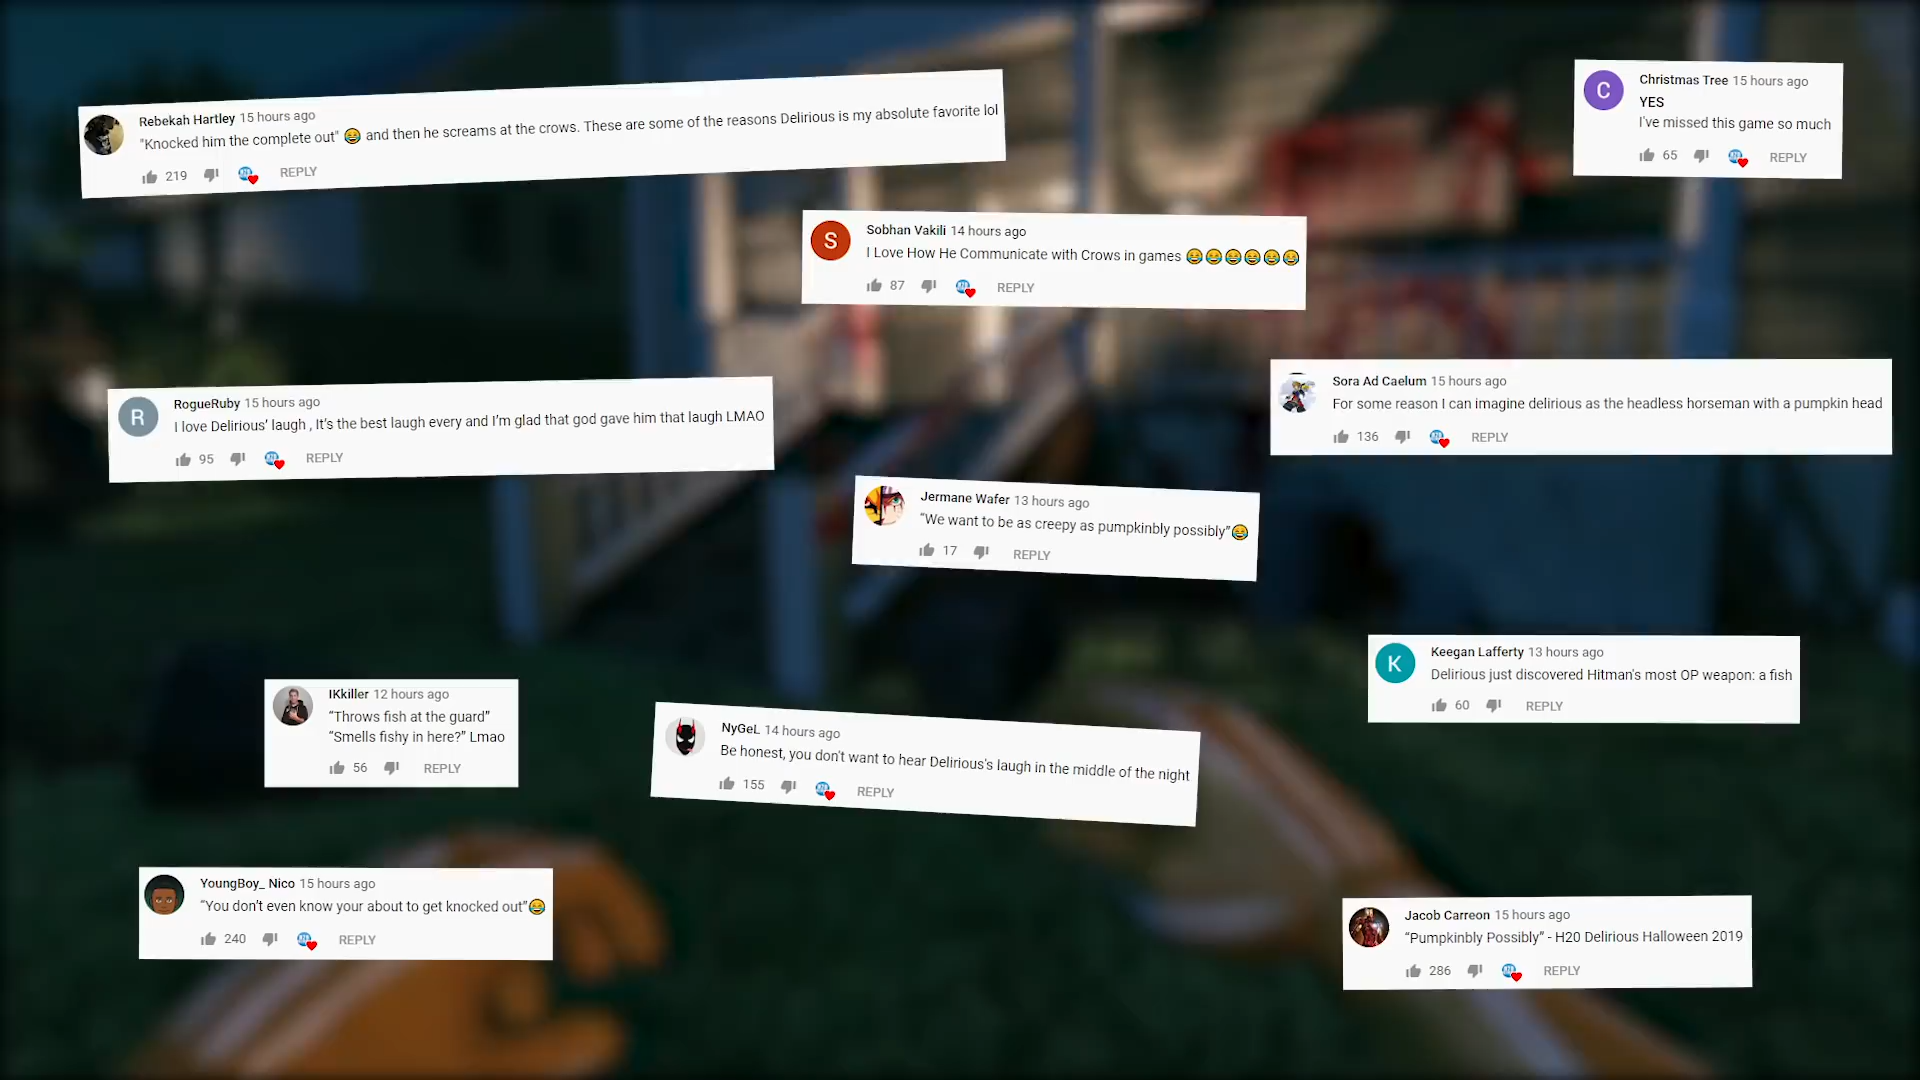 Rebekah Hartley 15 hours ago
"Knocked him the complete out" 😂 and then he screams at the crows. These are some of the reasons Delirious is my absolute favorite lol
219 REPLY
C
Christmas Tree 15 hours ago
YES
I've missed this game so much
65 REPLY
S
Sobhan Vakili 14 hours ago
I Love How He Communicate with Crows in games 😂😂😂😂😂😂
87 REPLY
R
RogueRuby 15 hours ago
I love Delirious’ laugh , It’s the best laugh every and I’m glad that god gave him that laugh LMAO
95 REPLY
Sora Ad Caelum 15 hours ago
For some reason I can imagine delirious as the headless horseman with a pumpkin head
136 REPLY
Jermane Wafer 13 hours ago
“We want to be as creepy as pumpkinbly possibly”😂
17 REPLY
K
Keegan Lafferty 13 hours ago
Delirious just discovered Hitman's most OP weapon: a fish
60 REPLY
IKkiller 12 hours ago
“Throws fish at the guard”
“Smells fishy in here?” Lmao
56 REPLY
NyGeL 14 hours ago
Be honest, you don't want to hear Delirious's laugh in the middle of the night
155 REPLY
YoungBoy_ Nico 15 hours ago
“You don’t even know your about to get knocked out”😂
240 REPLY
Jacob Carreon 15 hours ago
“Pumpkinbly Possibly” - H20 Delirious Halloween 2019
286 REPLY